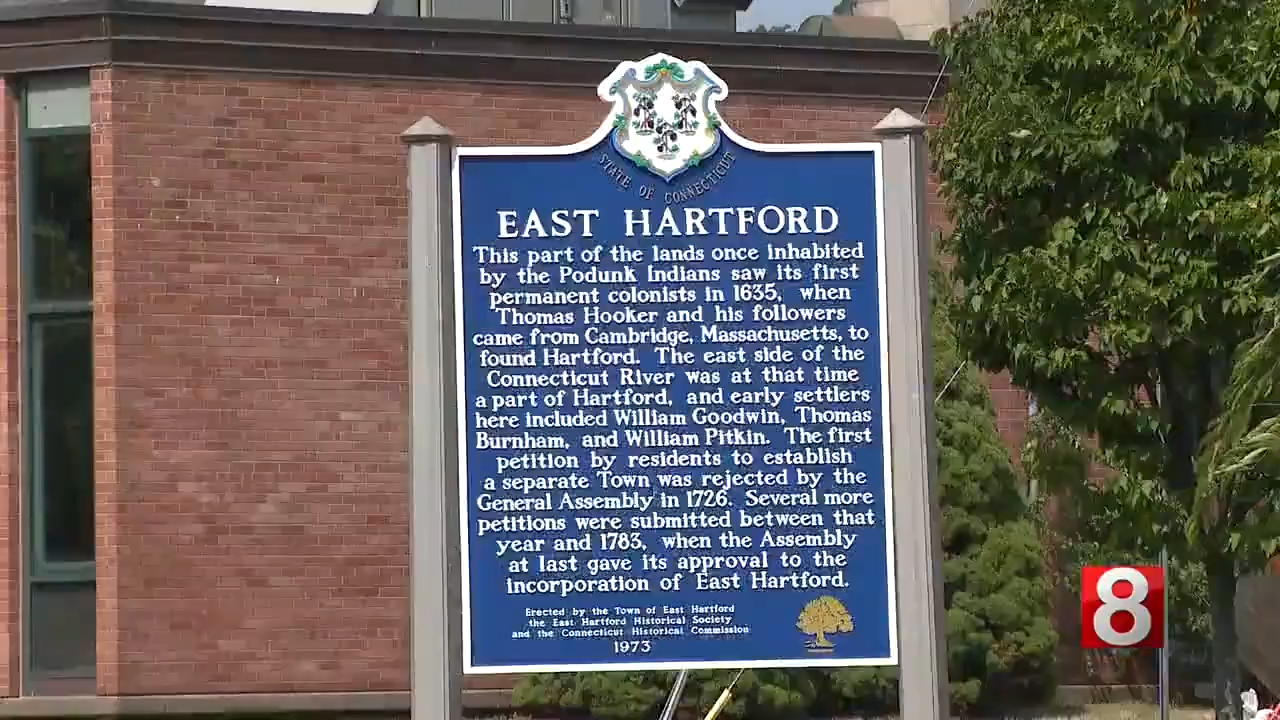 STATE OF CONNECTICUT
EAST HARTFORD
This part of the lands once inhabited
by the Podunk Indians saw its first
permanent colonists in 1635, when
Thomas Hooker and his followers
came from Cambridge, Massachusetts, to
found Hartford. The east side of the
Connecticut River was at that time
a part of Hartford, and early settlers
here included William Goodwin, Thomas
Burnham, and William Pitkin. The first
petition by residents to establish
a separate Town was rejected by the
General Assembly in 1726. Several more
petitions were submitted between that
year and 1783, when the Assembly
at last gave its approval to the
incorporation of East Hartford.
Erected by the Town of East Hartford
the East Hartford Historical Society
and the Connecticut Historical Commission
1973
8